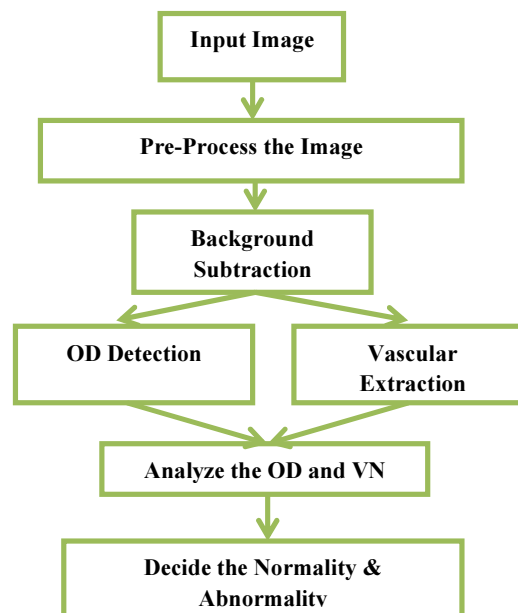 Input Image
Pre-Process the Image
Background
Subtraction
OD Detection
Vascular
Extraction
Analyze the OD and VN
Decide the Normality &
Abnormality